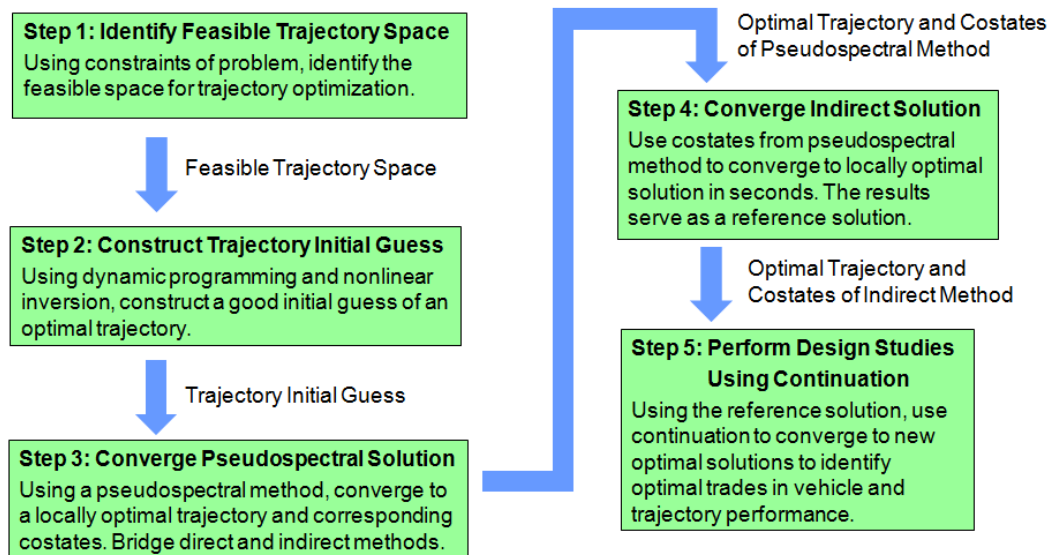 Step 1: Identify Feasible Trajectory Space
Using constraints of problem, identify the
feasible space for trajectory optimization.
Feasible Trajectory Space
Step 2: Construct Trajectory Initial Guess
Using dynamic programming and nonlinear
inversion, construct a good initial guess of an
optimal trajectory.
Trajectory Initial Guess
Step 3: Converge Pseudospectral Solution
Using a pseudospectral method, converge to
a locally optimal trajectory and corresponding
costates. Bridge direct and indirect methods.
Optimal Trajectory and Costates
of Pseudospectral Method
Step 4: Converge Indirect Solution
Use costates from pseudospectral
method to converge to locally optimal
solution in seconds. The results
serve as a reference solution.
Optimal Trajectory and
Costates of Indirect Method
Step 5: Perform Design Studies
Using Continuation
Using the reference solution, use
continuation to converge to new
optimal solutions to identify
optimal trades in vehicle and
trajectory performance.